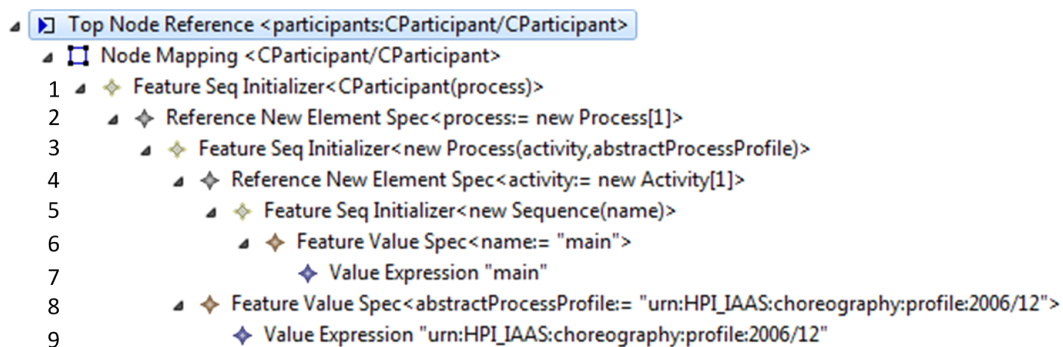 Top Node Reference <participants:CParticipant/CParticipant>
Node Mapping <CParticipant/CParticipant>
1 Feature Seq Initializer<CParticipant(process)>
2 Reference New Element Spec<process:= new Process[1]>
3 Feature Seq Initializer<new Process(activity,abstractProcessProfile)>
4 Reference New Element Spec<activity:= new Activity[1]>
5 Feature Seq Initializer<new Sequence(name)>
6 Feature Value Spec<name:= "main">
7 Value Expression "main"
8 Feature Value Spec<abstractProcessProfile:= "urn:HPI_IAAS:choreography:profile:2006/12">
9 Value Expression "urn:HPI_IAAS:choreography:profile:2006/12"